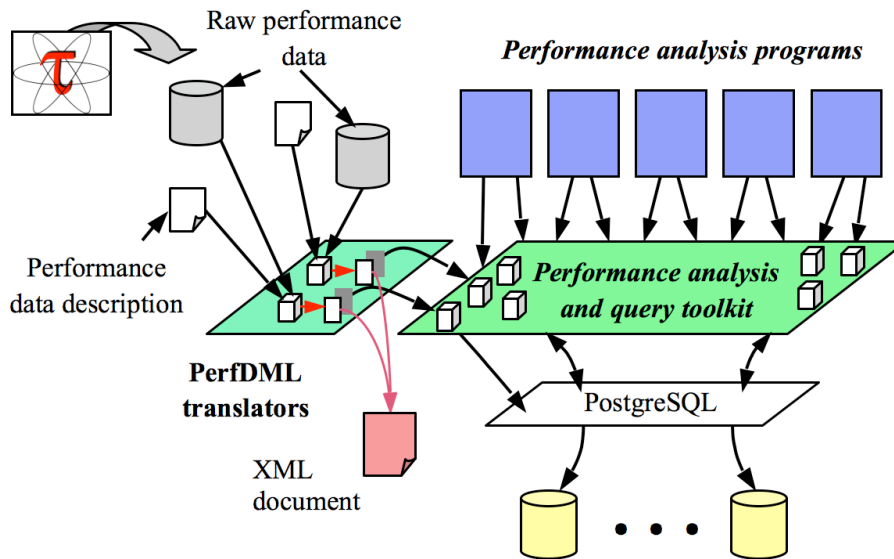 Raw performance
data
Performance analysis programs
τ
Performance
data description
Performance analysis
and query toolkit
PerfDML
translators
PostgreSQL
XML
document